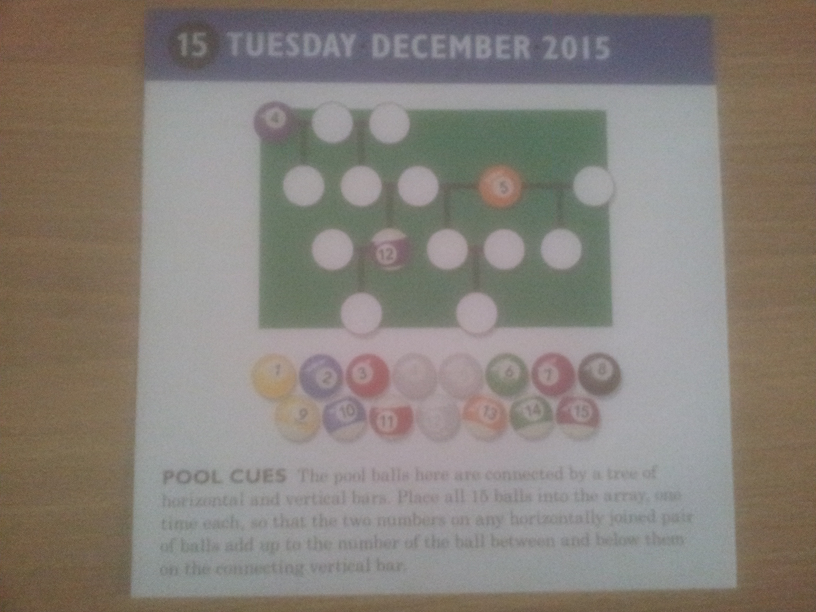 15 TUESDAY DECEMBER 2015
4
5
12
1 2 3 6 7 8
9 10 11 13 14 15
POOL CUES The pool balls here are connected by a tree of
horizontal and vertical bars. Place all 15 balls into the array, one
time each, so that the two numbers on any horizontally joined pair
of balls add up to the number of the ball between and below them
on the connecting vertical bar.